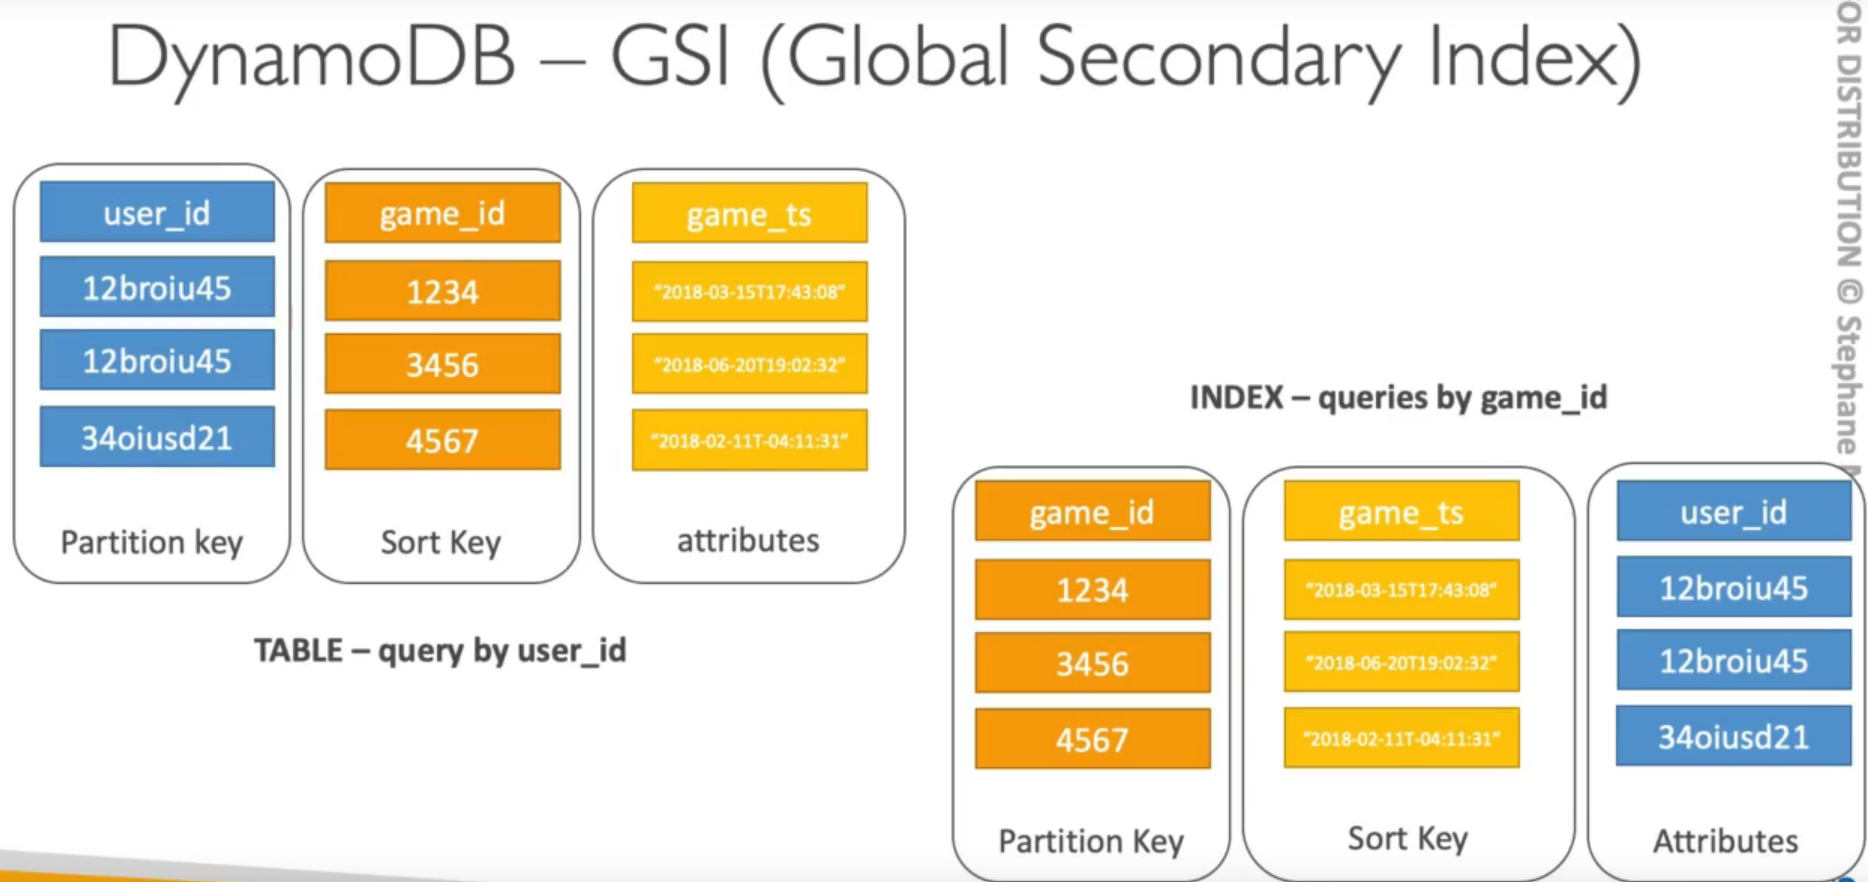 DynamoDB – GSI (Global Secondary Index)
user_id
12broiu45
12broiu45
34oiusd21
Partition key
game_id
1234
3456
4567
Sort Key
game_ts
“2018-03-15T17:43:08”
“2018-06-20T19:02:32”
“2018-02-11T-04:11:31”
attributes
TABLE – query by user_id
INDEX – queries by game_id
game_id
1234
3456
4567
Partition Key
game_ts
“2018-03-15T17:43:08”
“2018-06-20T19:02:32”
“2018-02-11T-04:11:31”
Sort Key
user_id
12broiu45
12broiu45
34oiusd21
Attributes
OR DISTRIBUTION © Stephane